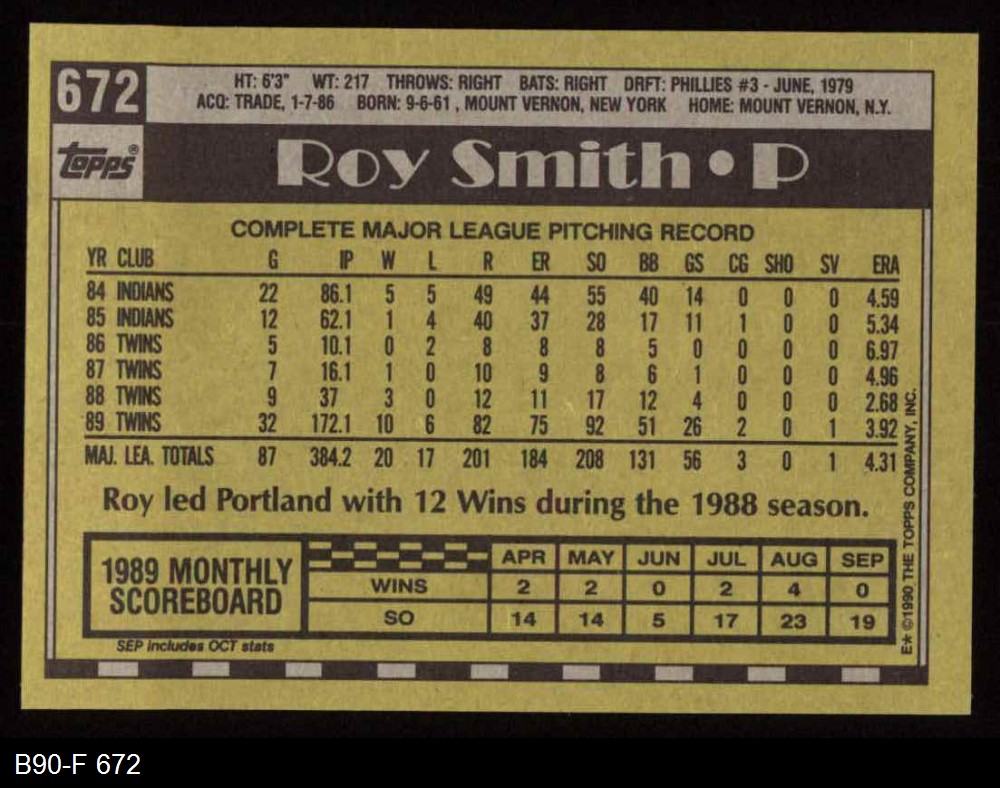 672
HT: 6'3" WT: 217 THROWS: RIGHT BATS: RIGHT DRFT: PHILLIES #3 - JUNE, 1979
ACQ: TRADE, 1-7-86 BORN: 9-6-61 , MOUNT VERNON, NEW YORK HOME: MOUNT VERNON, N.Y.
topps®
Roy Smith • P
COMPLETE MAJOR LEAGUE PITCHING RECORD
YR CLUB G IP W L R ER SO BB GS CG SHO SV ERA
84 INDIANS 22 86.1 5 5 49 44 55 40 14 0 0 0 4.59
85 INDIANS 12 62.1 1 4 40 37 28 17 11 1 0 0 5.34
86 TWINS 5 10.1 0 2 8 8 8 5 0 0 0 0 6.97
87 TWINS 7 16.1 1 0 10 9 8 6 1 0 0 0 4.96
88 TWINS 9 37 3 0 12 11 17 12 4 0 0 0 2.68
89 TWINS 32 172.1 10 6 82 75 92 51 26 2 0 1 3.92
MAJ. LEA. TOTALS 87 384.2 20 17 201 184 208 131 56 3 0 1 4.31
Roy led Portland with 12 Wins during the 1988 season.
1989 MONTHLY
SCOREBOARD
APR MAY JUN JUL AUG SEP
WINS 2 2 0 2 4 0
SO 14 14 5 17 23 19
SEP includes OCT stats
E* ©1990 THE TOPPS COMPANY, INC.
B90-F 672